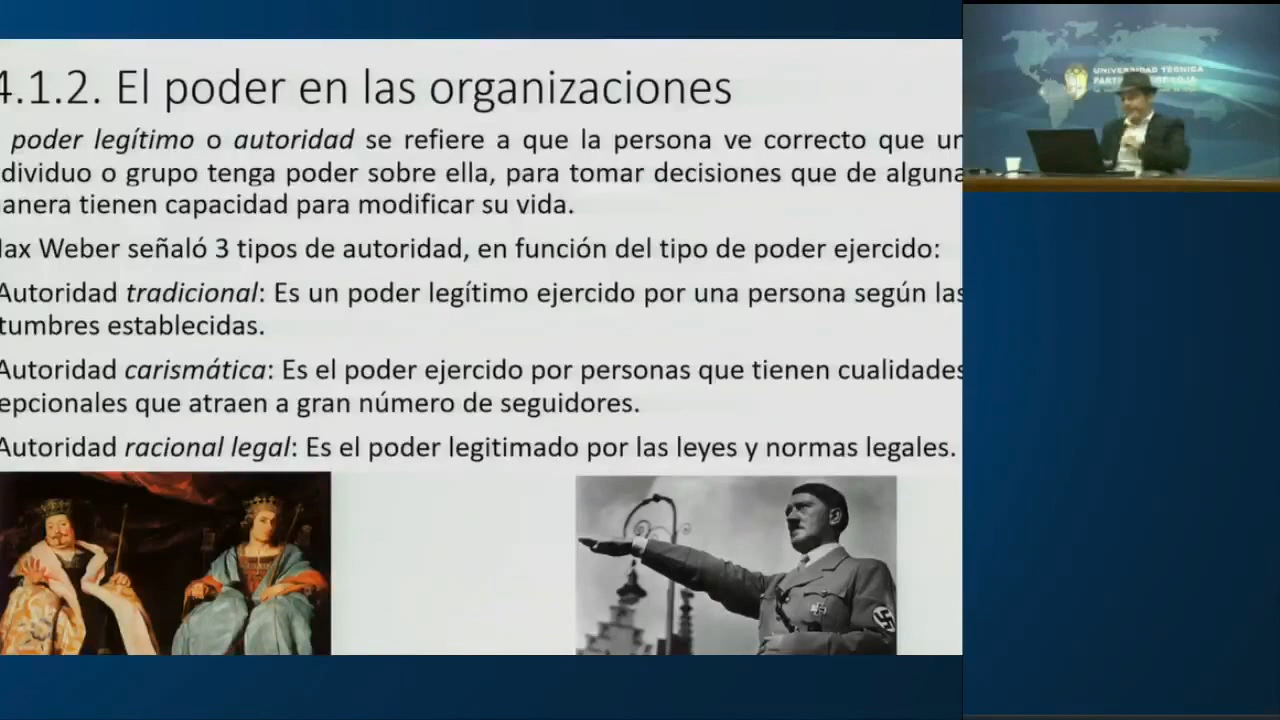 4.1.2. El poder en las organizaciones
poder legítimo o autoridad se refiere a que la persona ve correcto que un
dividuo o grupo tenga poder sobre ella, para tomar decisiones que de alguna
anera tienen capacidad para modificar su vida.
ax Weber señaló 3 tipos de autoridad, en función del tipo de poder ejercido:
Autoridad tradicional: Es un poder legítimo ejercido por una persona según las
tumbres establecidas.
Autoridad carismática: Es el poder ejercido por personas que tienen cualidades
epcionales que atraen a gran número de seguidores.
Autoridad racional legal: Es el poder legitimado por las leyes y normas legales.
UNIVERSIDAD TÉCNICA